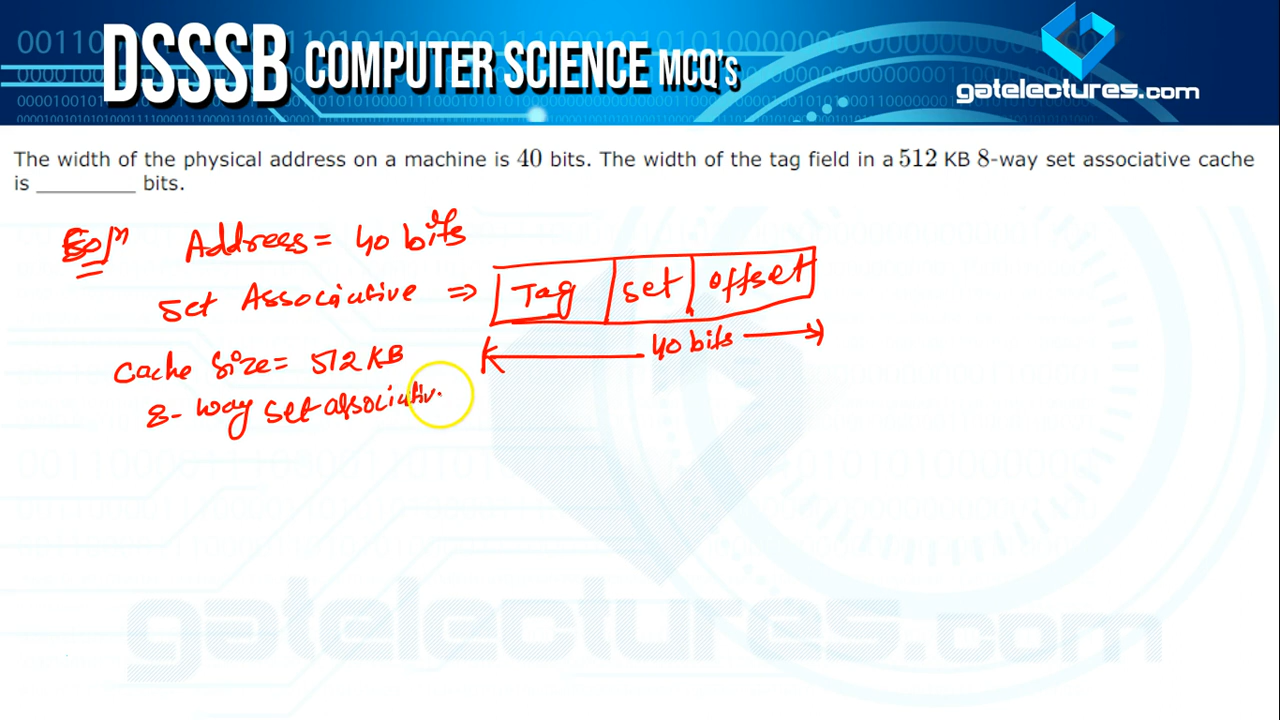 DSSSB COMPUTER SCIENCE MCQ's
gatelectures.com
The width of the physical address on a machine is 40 bits. The width of the tag field in a 512 KB 8-way set associative cache
is _________ bits.
Soln Address = 40 bits
Set Associative ⇒ Tag set offset
40 bits
Cache Size = 512 KB
8- way set associativ
gatelectures.com